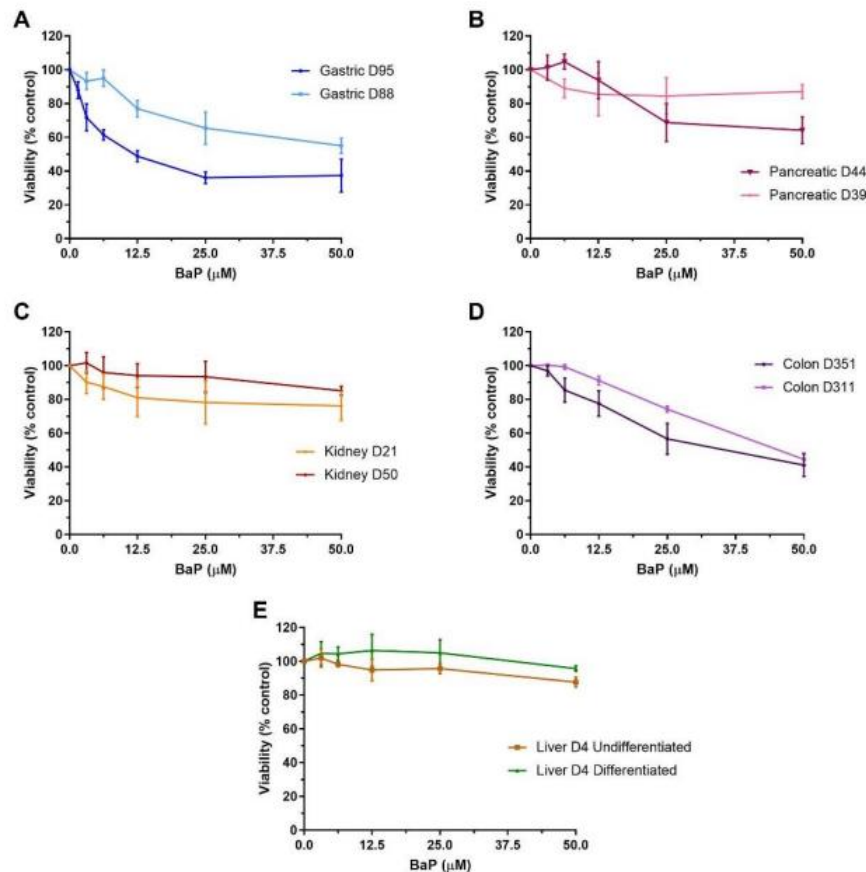 A
Viability (% control)
120
100
80
60
40
20
0
0.0 12.5 25.0 37.5 50.0
BaP (μM)
Gastric D95
Gastric D88
B
Viability (% control)
120
100
80
60
40
20
0
0.0 12.5 25.0 37.5 50.0
BaP (μM)
Pancreatic D44
Pancreatic D39
C
Viability (% control)
120
100
80
60
40
20
0
0.0 12.5 25.0 37.5 50.0
BaP (μM)
Kidney D21
Kidney D50
D
Viability (% control)
120
100
80
60
40
20
0
0.0 12.5 25.0 37.5 50.0
BaP (μM)
Colon D351
Colon D311
E
Viability (% control)
120
100
80
60
40
20
0
0.0 12.5 25.0 37.5 50.0
BaP (μM)
Liver D4 Undifferentiated
Liver D4 Differentiated